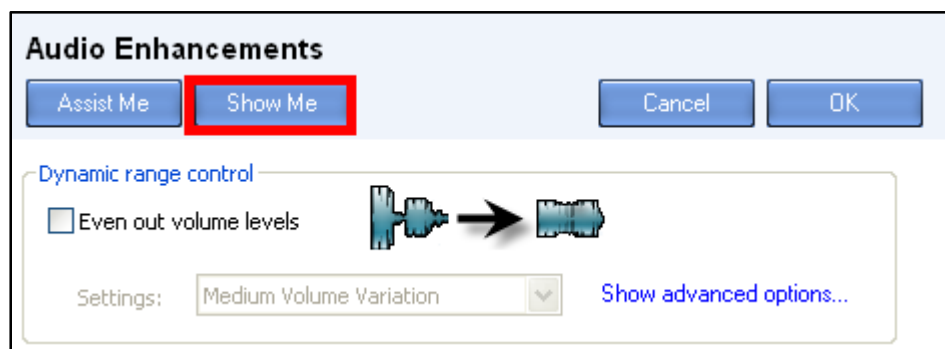 Audio Enhancements
Assist Me Show Me Cancel OK
Dynamic range control
Even out volume levels
Settings: Medium Volume Variation Show advanced options...